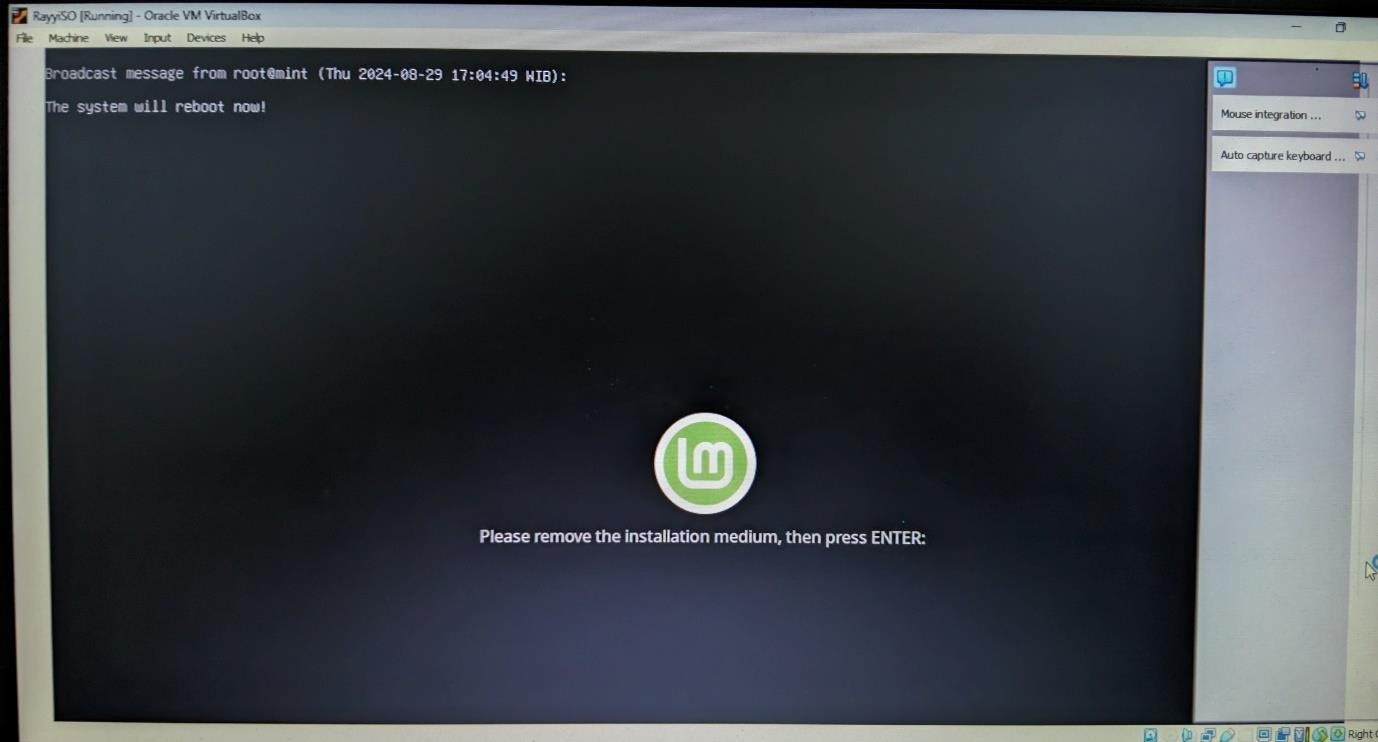 RayyiSO [Running] - Oracle VM VirtualBox
File Machine View Input Devices Help
Broadcast message from root@mint (Thu 2024-08-29 17:04:49 WIB):
The system will reboot now!
Mouse integration ...
Auto capture keyboard ...
lm
Please remove the installation medium, then press ENTER:
Right